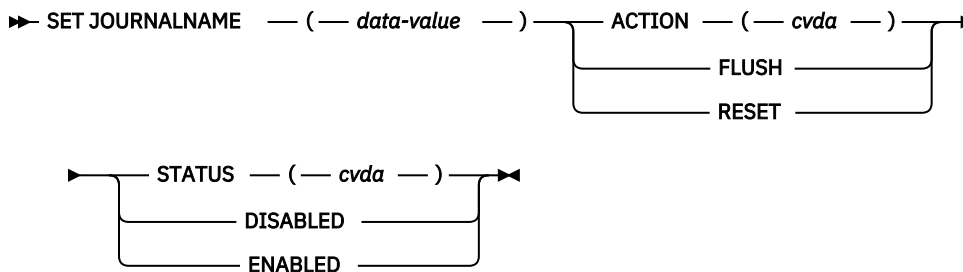 SET JOURNALNAME ( data-value ) ACTION ( cvda )
FLUSH
RESET
STATUS ( cvda )
DISABLED
ENABLED